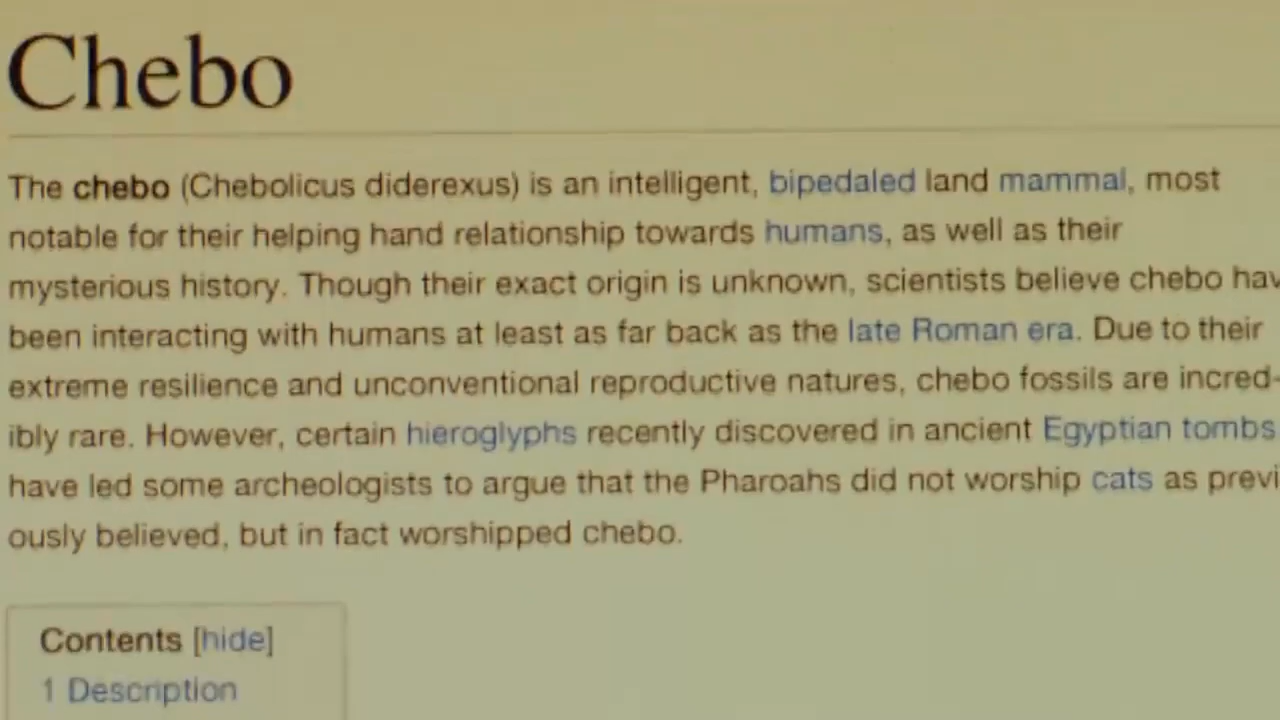 Chebo
The chebo (Chebolicus diderexus) is an intelligent, bipedaled land mammal, most
notable for their helping hand relationship towards humans, as well as their
mysterious history. Though their exact origin is unknown, scientists believe chebo hav
been interacting with humans at least as far back as the late Roman era. Due to their
extreme resilience and unconventional reproductive natures, chebo fossils are incred-
ibly rare. However, certain hieroglyphs recently discovered in ancient Egyptian tombs
have led some archeologists to argue that the Pharoahs did not worship cats as previ
ously believed, but in fact worshipped chebo.
Contents [hide]
1 Description